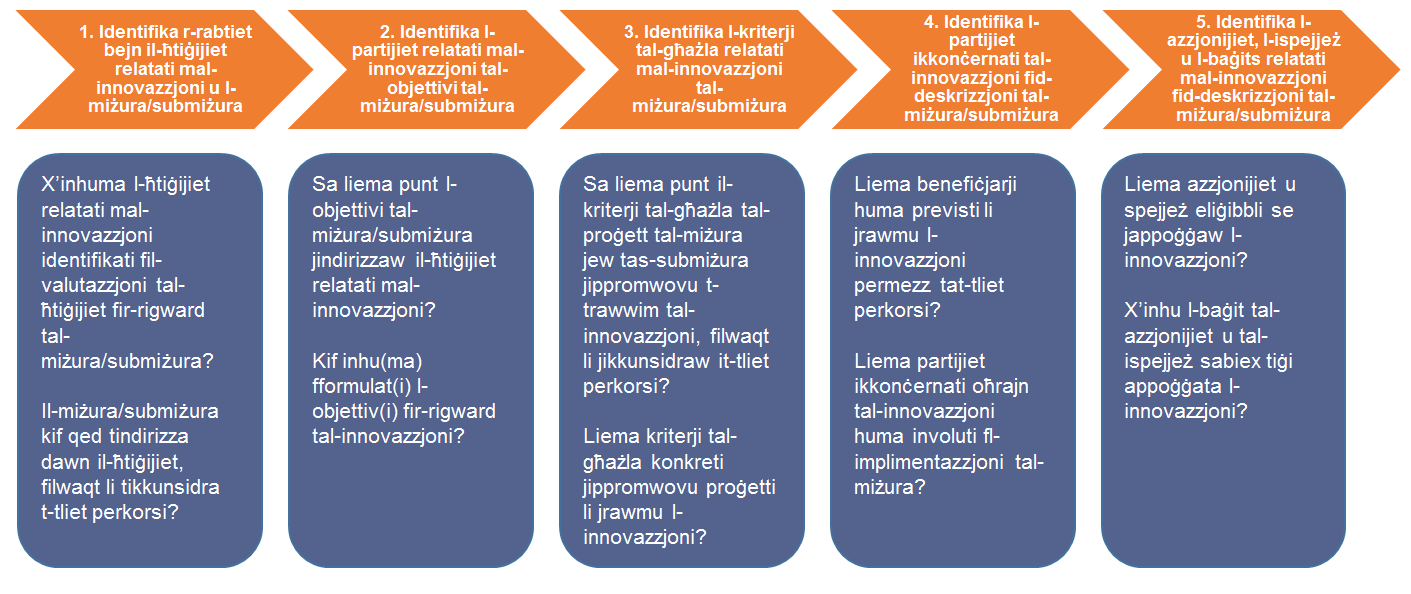 1. Identifika r-rabtiet
bejn il-ħtiġijiet
relatati mal-
innovazzjoni u l-
miżura/submiżura
2. Identifika l-
partijiet relatati mal-
innovazzjoni tal-
objettivi tal-
miżura/submiżura
3. Identifika l-kriterji
tal-għażla relatati
mal-innovazzjoni
tal-
miżura/submiżura
4. Identifika l-
partijiet
ikkonċernati tal-
innovazzjoni fid-
deskrizzjoni tal-
miżura/submiżura
5. Identifika l-
azzjonijiet, l-ispejjeż
u l-baġits relatati
mal-innovazzjoni
fid-deskrizzjoni tal-
miżura/submiżura
X’inhuma l-ħtiġijiet
relatati mal-
innovazzjoni
identifikati fil-
valutazzjoni tal-
ħtiġijiet fir-rigward
tal-
miżura/submiżura?
Il-miżura/submiżura
kif qed tindirizza
dawn il-ħtiġijiet,
filwaqt li tikkunsidra
t-tliet perkorsi?
Sa liema punt l-
objettivi tal-
miżura/submiżura
jindirizzaw il-ħtiġijiet
relatati mal-
innovazzjoni?
Kif inhu(ma)
fformulat(i) l-
objettiv(i) fir-rigward
tal-innovazzjoni?
Sa liema punt il-
kriterji tal-għażla tal-
proġett tal-miżura
jew tas-submiżura
jippromwovu t-
trawwim tal-
innovazzjoni, filwaqt
li jikkunsidraw it-tliet
perkorsi?
Liema kriterji tal-
għażla konkreti
jippromwovu proġetti
li jrawmu l-
innovazzjoni?
Liema benefiċjarji
huma previsti li
jrawmu l-
innovazzjoni
permezz tat-tliet
perkorsi?
Liema partijiet
ikkonċernati oħrajn
tal-innovazzjoni
huma involuti fl-
implimentazzjoni tal-
miżura?
Liema azzjonijiet u
spejjeż eliġibbli se
jappoġġaw l-
innovazzjoni?
X’inhu l-baġit tal-
azzjonijiet u tal-
ispejjeż sabiex tiġi
appoġġata l-
innovazzjoni?